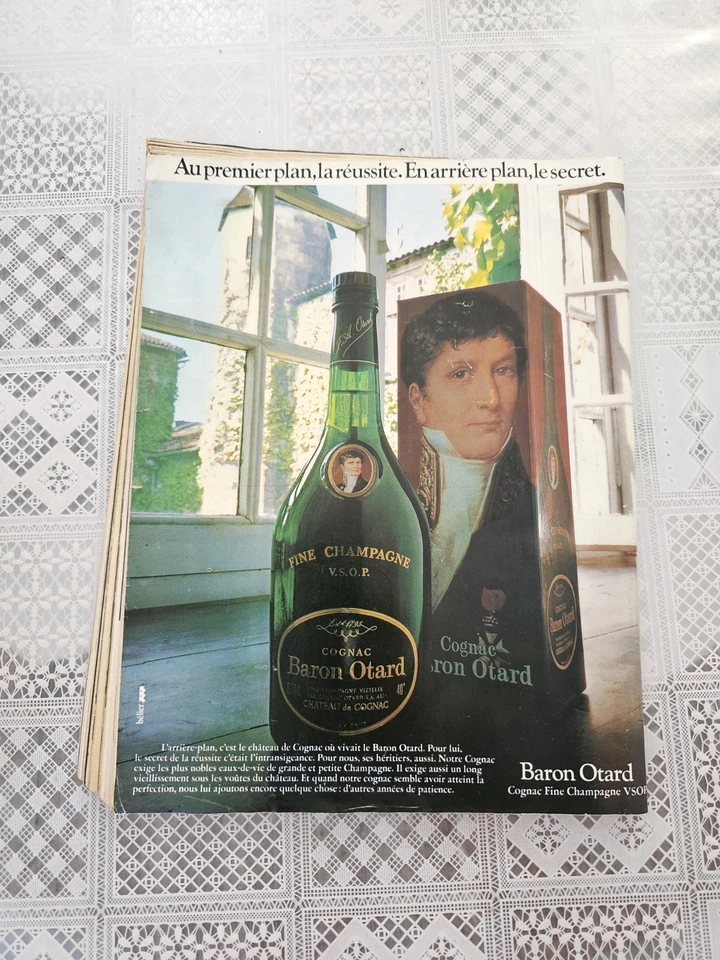 Au premier plan, la réussite. En arrière plan, le secret.
FINE CHAMPAGNE
V.S.O.P.
COGNAC
Baron Otard
40°
CHATEAU de COGNAC
Cognac
ron Otard
Baron Otard
bélier
L'arrière-plan, c'est le château de Cognac où vivait le Baron Otard. Pour lui,
le secret de la réussite c'était l'intransigeance. Pour nous, ses héritiers, aussi. Notre Cognac
exige les plus nobles eaux-de-vie de grande et petite Champagne. Il exige aussi un long
vieillissement sous les voûtes du château. Et quand notre cognac semble avoir atteint la
perfection, nous lui ajoutons encore quelque chose : d'autres années de patience.
Baron Otard
Cognac Fine Champagne VSOP